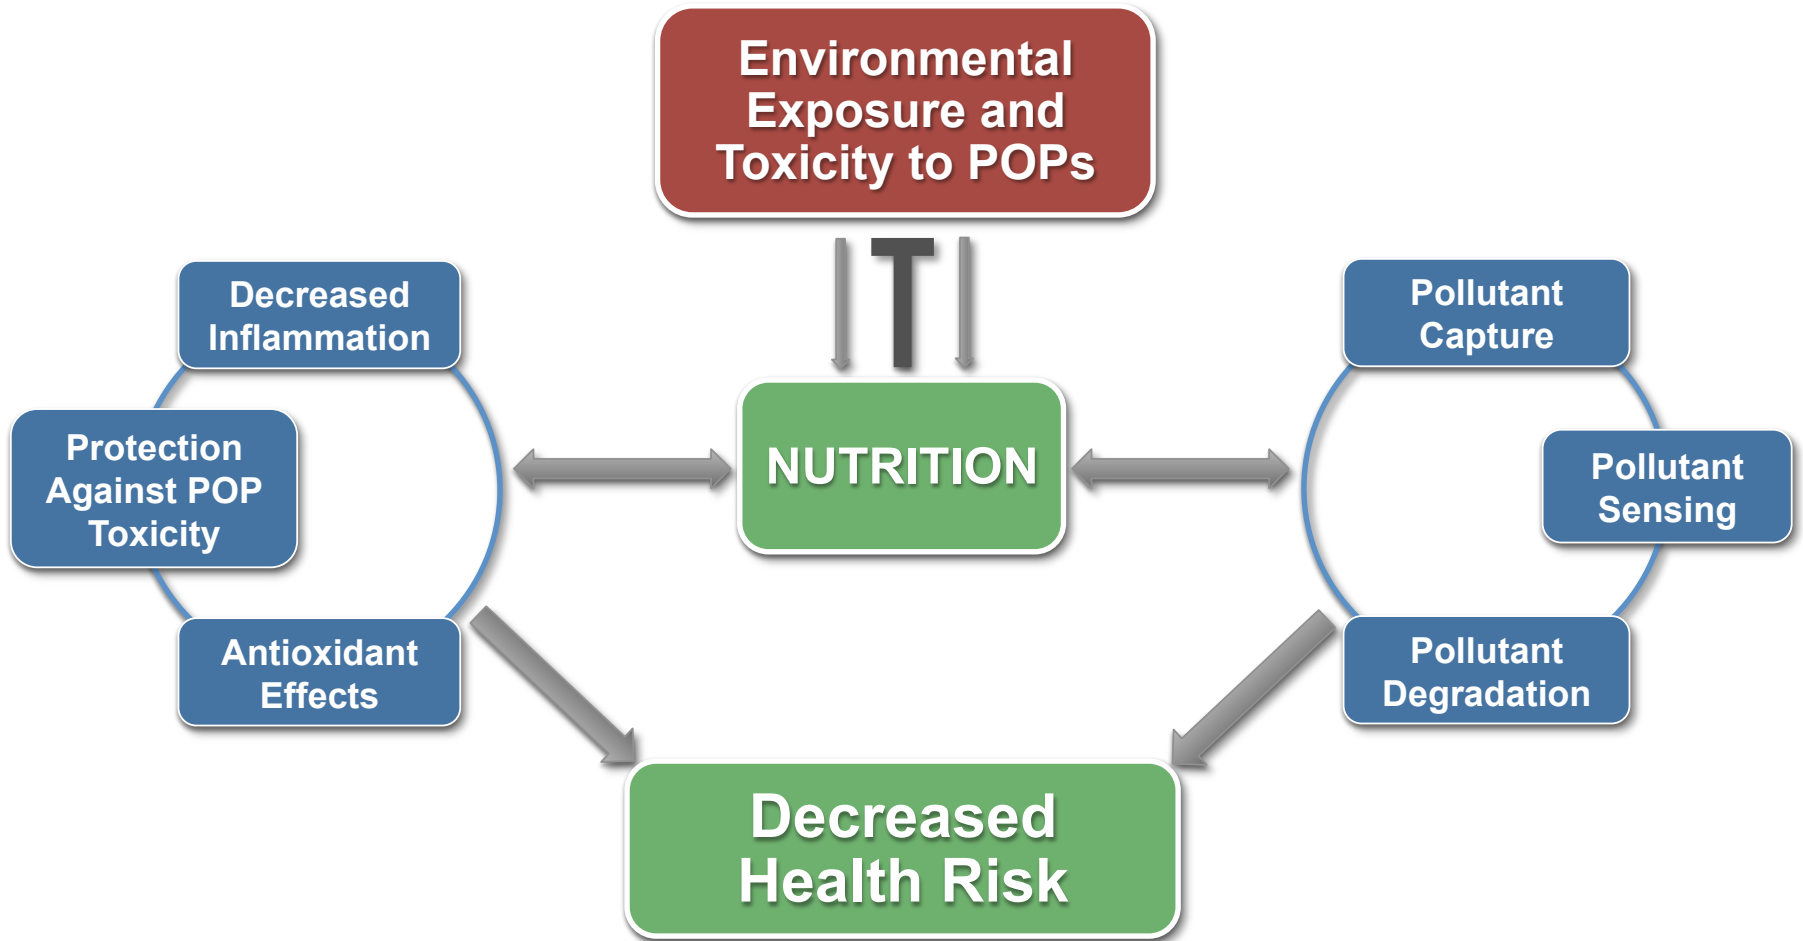 Environmental
Exposure and
Toxicity to POPs
Decreased
Inflammation
Protection
Against POP
Toxicity
Antioxidant
Effects
NUTRITION
Pollutant
Capture
Pollutant
Sensing
Pollutant
Degradation
Decreased
Health Risk